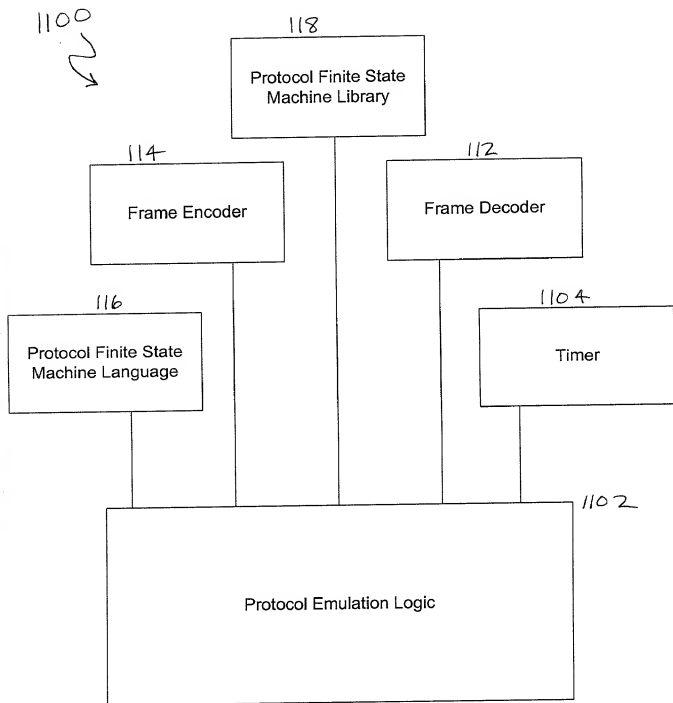 1100
118
Protocol Finite State
Machine Library
114
Frame Encoder
112
Frame Decoder
116
Protocol Finite State
Machine Language
1104
Timer
1102
Protocol Emulation Logic